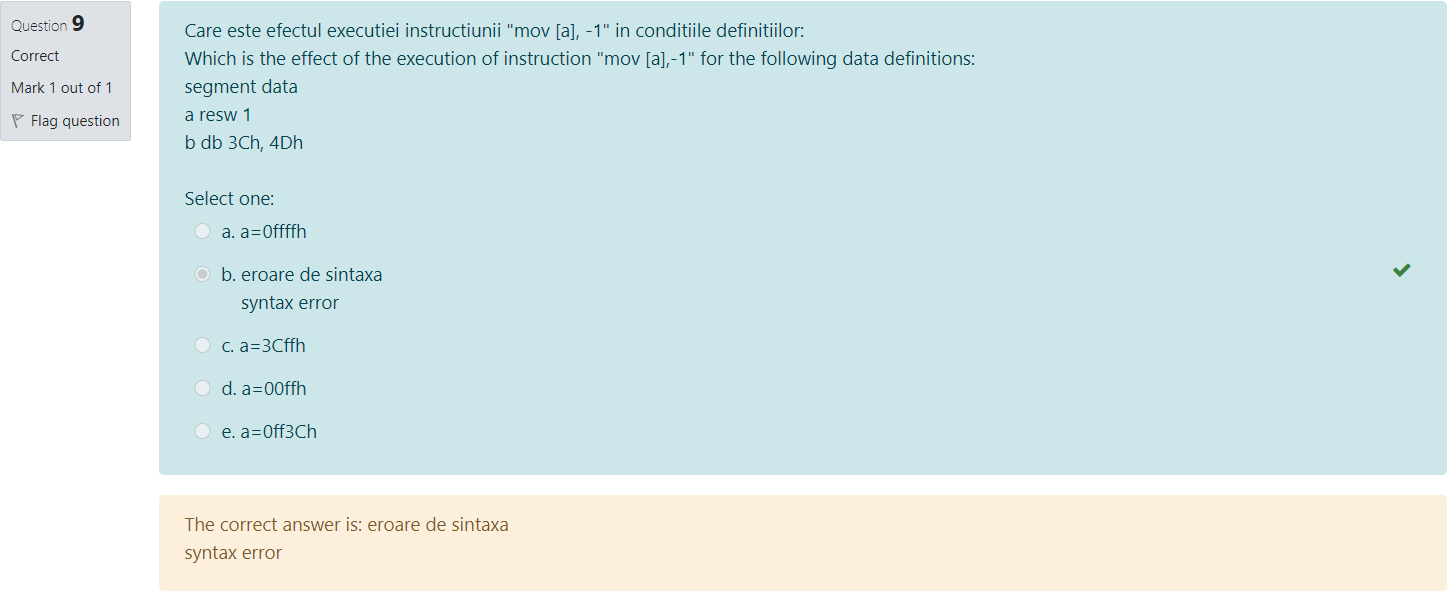 Question 9
Correct
Mark 1 out of 1
Flag question
Care este efectul executiei instructiunii "mov [a], -1" in conditiile definitiilor:
Which is the effect of the execution of instruction "mov [a],-1" for the following data definitions:
segment data
a resw 1
b db 3Ch, 4Dh
Select one:
a. a=0ffffh
b. eroare de sintaxa
syntax error
c. a=3Cffh
d. a=00ffh
e. a=0ff3Ch
The correct answer is: eroare de sintaxa
syntax error